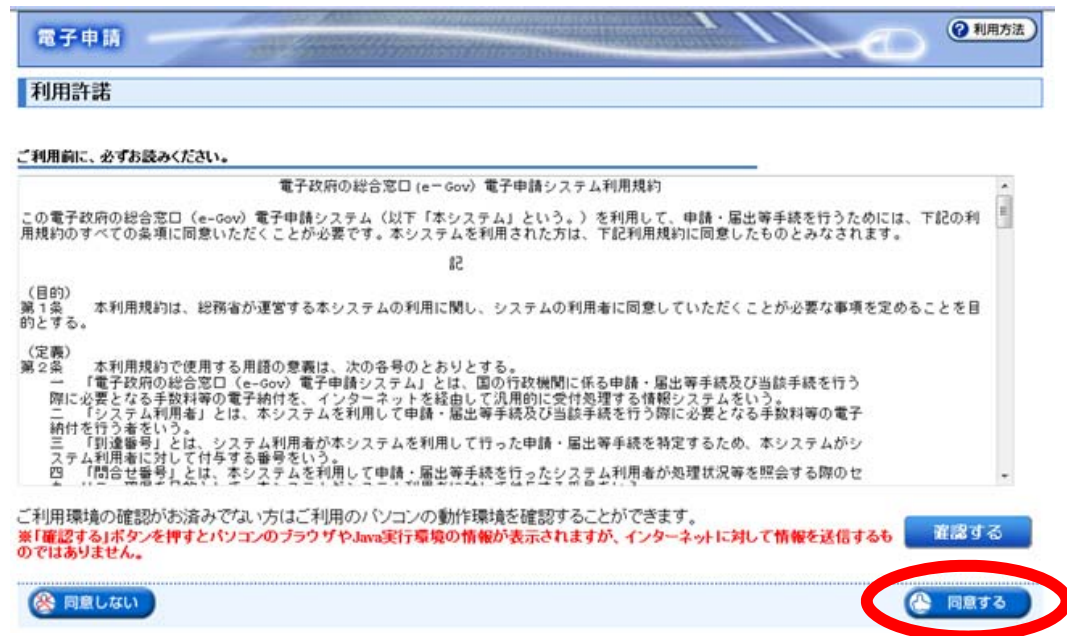 電子申請
利用方法
利用許諾
ご利用前に、必ずお読みください。
電子政府の総合窓口(e-Gov)電子申請システム利用規約
この電子政府の総合窓口(e-Gov)電子申請システム(以下「本システム」という。)を利用して、申請・届出等手続を行うためには、下記の利
用規約のすべての条項に同意いただくことが必要です。本システムを利用された方は、下記利用規約に同意したものとみなされます。
記
(目的)
第1条 本利用規約は、総務省が運営する本システムの利用に関し、システムの利用者に同意していただくことが必要な事項を定めることを目
的とする。
(定義)
第2条 本利用規約で使用する用語の意義は、次の各号のとおりとする。
一 「電子政府の総合窓口(e-Gov)電子申請システム」とは、国の行政機関に係る申請・届出等手続及び当該手続を行う
際に必要となる手数料等の電子納付を、インターネットを経由して汎用的に受付処理する情報システムをいう。
二 「システム利用者」とは、本システムを利用して申請・届出等手続及び当該手続を行う際に必要となる手数料等の電子
納付を行う者をいう。
三 「到達番号」とは、システム利用者が本システムを利用して行った申請・届出等手続を特定するため、本システムがシ
ステム利用者に対して付与する番号をいう。
四 「問合せ番号」とは、本システムを利用して申請・届出等手続を行ったシステム利用者が処理状況等を照会する際のセ
ご利用環境の確認がお済みでない方はご利用のパソコンの動作環境を確認することができます。
※「確認する」ボタンを押すとパソコンのブラウザやJava実行環境の情報が表示されますが、インターネットに対して情報を送信するも
のではありません。
確認する
同意しない
同意する